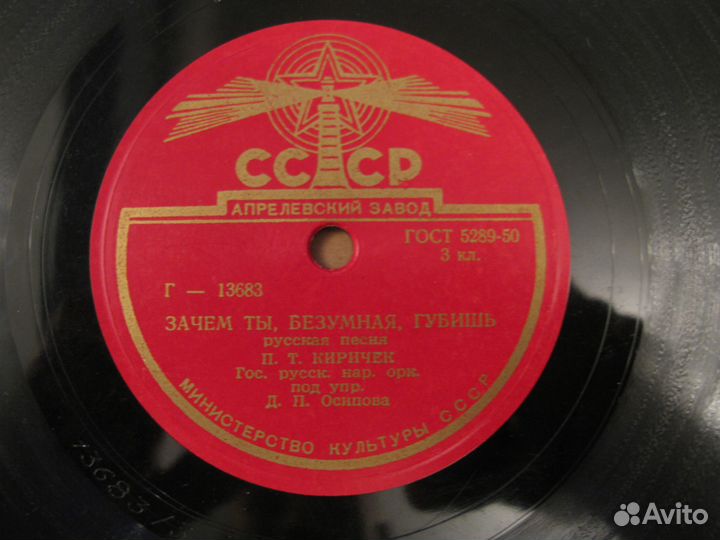 СССР
АПРЕЛЕВСКИЙ ЗАВОД
ГОСТ 5289-50
3 кл.
Г — 13683
ЗАЧЕМ ТЫ, БЕЗУМНАЯ, ГУБИШЬ
русская песня
П. Т. КИРИЧЕК
Гос. русск. нар. орк.
под упр.
Д. П. Осипова
МИНИСТЕРСТВО КУЛЬТУРЫ СССР
13683/
Avito